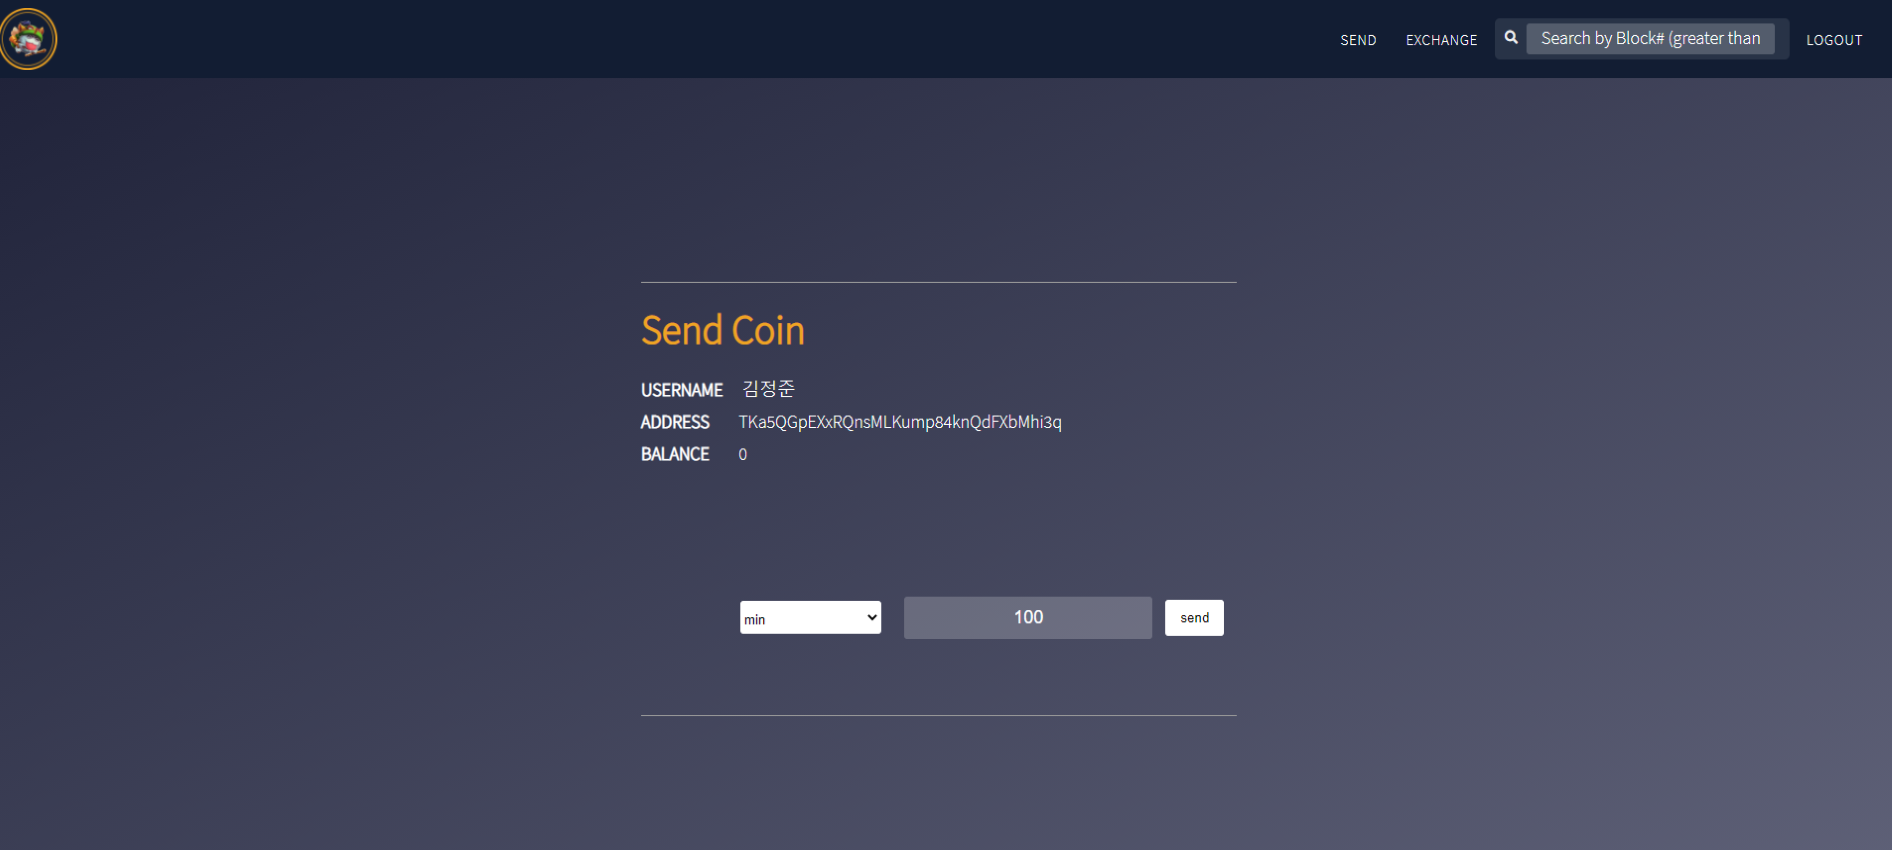 SEND EXCHANGE Search by Block# (greater than LOGOUT
Send Coin
USERNAME 김정준
ADDRESS TKa5QGpEXxRQnsMLKump84knQdFXbMhi3q
BALANCE 0
min 100 send